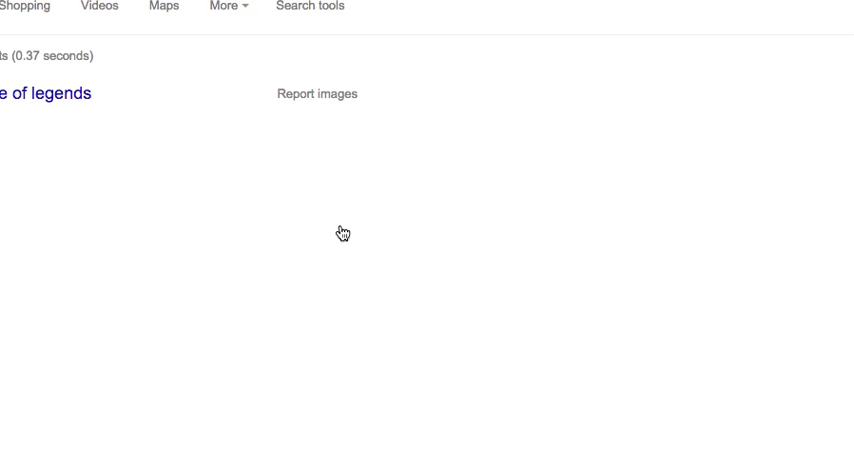 Shopping Videos Maps More Search tools
ts (0.37 seconds)
e of legends Report images